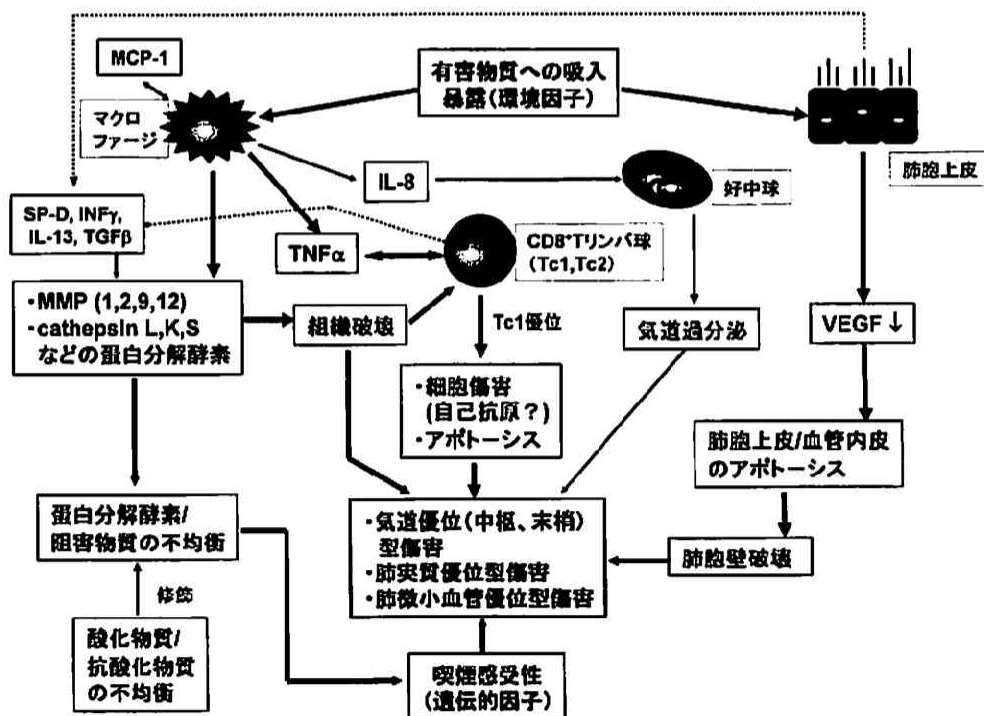 MCP-1
有害物質への吸入
暴露(環境因子)
マクロ
ファージ
肺胞上皮
IL-8
好中球
SP-D, INFγ,
IL-13, TGFβ
TNFα
CD8⁺Tリンパ球
(Tc1,Tc2)
・MMP (1,2,9,12)
・cathepsin L,K,S
などの蛋白分解酵素
組織破壊
Tc1優位
気道過分泌
VEGF↓
・細胞傷害
(自己抗原?)
・アポトーシス
肺胞上皮/血管内皮
のアポトーシス
蛋白分解酵素/
阻害物質の不均衡
・気道優位(中枢、末梢)
型傷害
・肺実質優位型傷害
・肺微小血管優位型傷害
肺胞壁破壊
修飾
酸化物質/
抗酸化物質
の不均衡
喫煙感受性
(遺伝的因子)